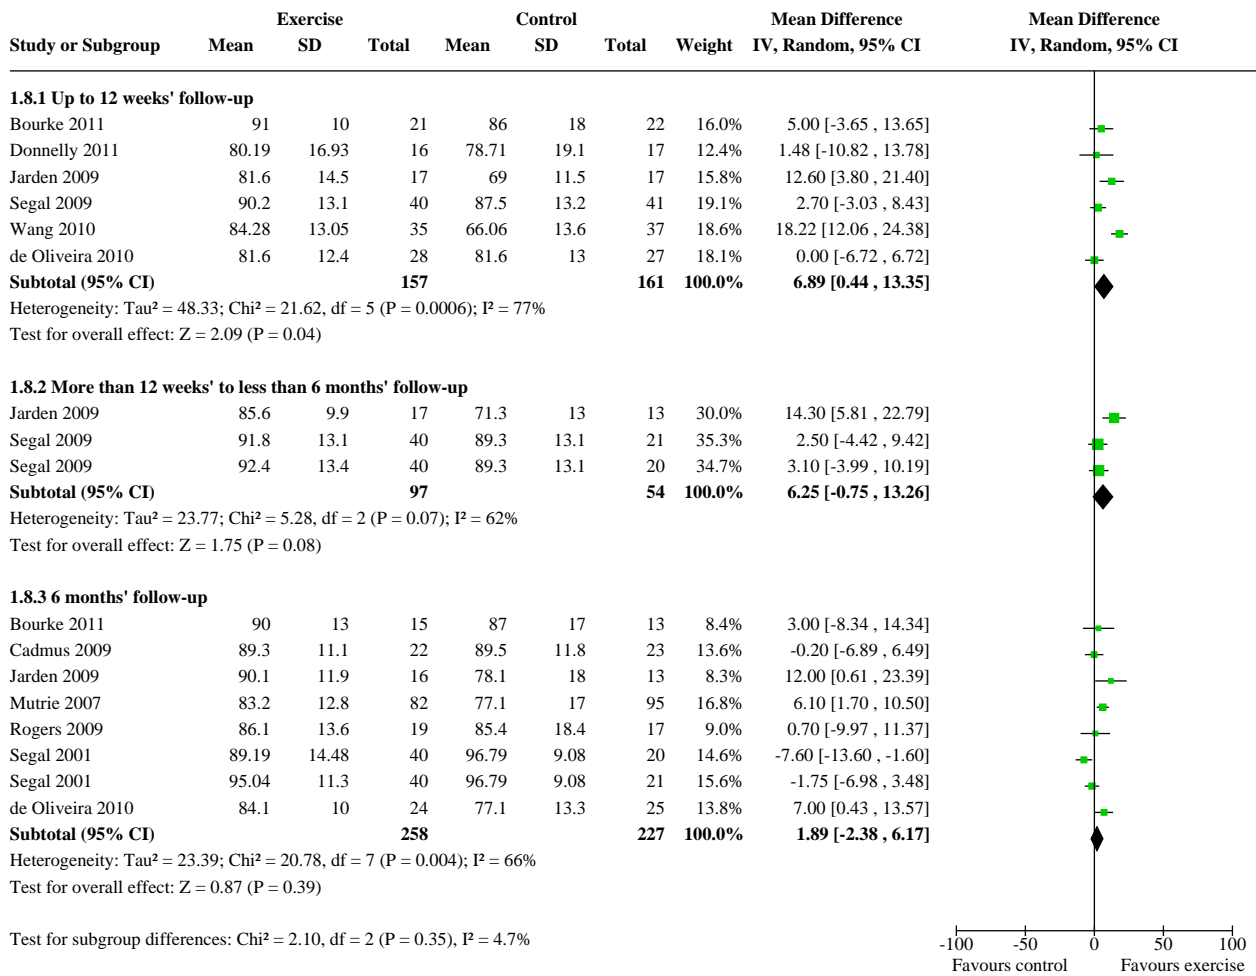 Exercise Control Mean Difference Mean Difference
Study or Subgroup Mean SD Total Mean SD Total Weight IV, Random, 95% CI IV, Random, 95% CI
1.8.1 Up to 12 weeks' follow-up
Bourke 2011 91 10 21 86 18 22 16.0% 5.00 [-3.65 , 13.65]
Donnelly 2011 80.19 16.93 16 78.71 19.1 17 12.4% 1.48 [-10.82 , 13.78]
Jarden 2009 81.6 14.5 17 69 11.5 17 15.8% 12.60 [3.80 , 21.40]
Segal 2009 90.2 13.1 40 87.5 13.2 41 19.1% 2.70 [-3.03 , 8.43]
Wang 2010 84.28 13.05 35 66.06 13.6 37 18.6% 18.22 [12.06 , 24.38]
de Oliveira 2010 81.6 12.4 28 81.6 13 27 18.1% 0.00 [-6.72 , 6.72]
Subtotal (95% CI) 157 161 100.0% 6.89 [0.44 , 13.35]
Heterogeneity: Tau² = 48.33; Chi² = 21.62, df = 5 (P = 0.0006); I² = 77%
Test for overall effect: Z = 2.09 (P = 0.04)
1.8.2 More than 12 weeks' to less than 6 months' follow-up
Jarden 2009 85.6 9.9 17 71.3 13 13 30.0% 14.30 [5.81 , 22.79]
Segal 2009 91.8 13.1 40 89.3 13.1 21 35.3% 2.50 [-4.42 , 9.42]
Segal 2009 92.4 13.4 40 89.3 13.1 20 34.7% 3.10 [-3.99 , 10.19]
Subtotal (95% CI) 97 54 100.0% 6.25 [-0.75 , 13.26]
Heterogeneity: Tau² = 23.77; Chi² = 5.28, df = 2 (P = 0.07); I² = 62%
Test for overall effect: Z = 1.75 (P = 0.08)
1.8.3 6 months' follow-up
Bourke 2011 90 13 15 87 17 13 8.4% 3.00 [-8.34 , 14.34]
Cadmus 2009 89.3 11.1 22 89.5 11.8 23 13.6% -0.20 [-6.89 , 6.49]
Jarden 2009 90.1 11.9 16 78.1 18 13 8.3% 12.00 [0.61 , 23.39]
Mutrie 2007 83.2 12.8 82 77.1 17 95 16.8% 6.10 [1.70 , 10.50]
Rogers 2009 86.1 13.6 19 85.4 18.4 17 9.0% 0.70 [-9.97 , 11.37]
Segal 2001 89.19 14.48 40 96.79 9.08 20 14.6% -7.60 [-13.60 , -1.60]
Segal 2001 95.04 11.3 40 96.79 9.08 21 15.6% -1.75 [-6.98 , 3.48]
de Oliveira 2010 84.1 10 24 77.1 13.3 25 13.8% 7.00 [0.43 , 13.57]
Subtotal (95% CI) 258 227 100.0% 1.89 [-2.38 , 6.17]
Heterogeneity: Tau² = 23.39; Chi² = 20.78, df = 7 (P = 0.004); I² = 66%
Test for overall effect: Z = 0.87 (P = 0.39)
Test for subgroup differences: Chi² = 2.10, df = 2 (P = 0.35), I² = 4.7%
-100 -50 0 50 100
Favours control Favours exercise